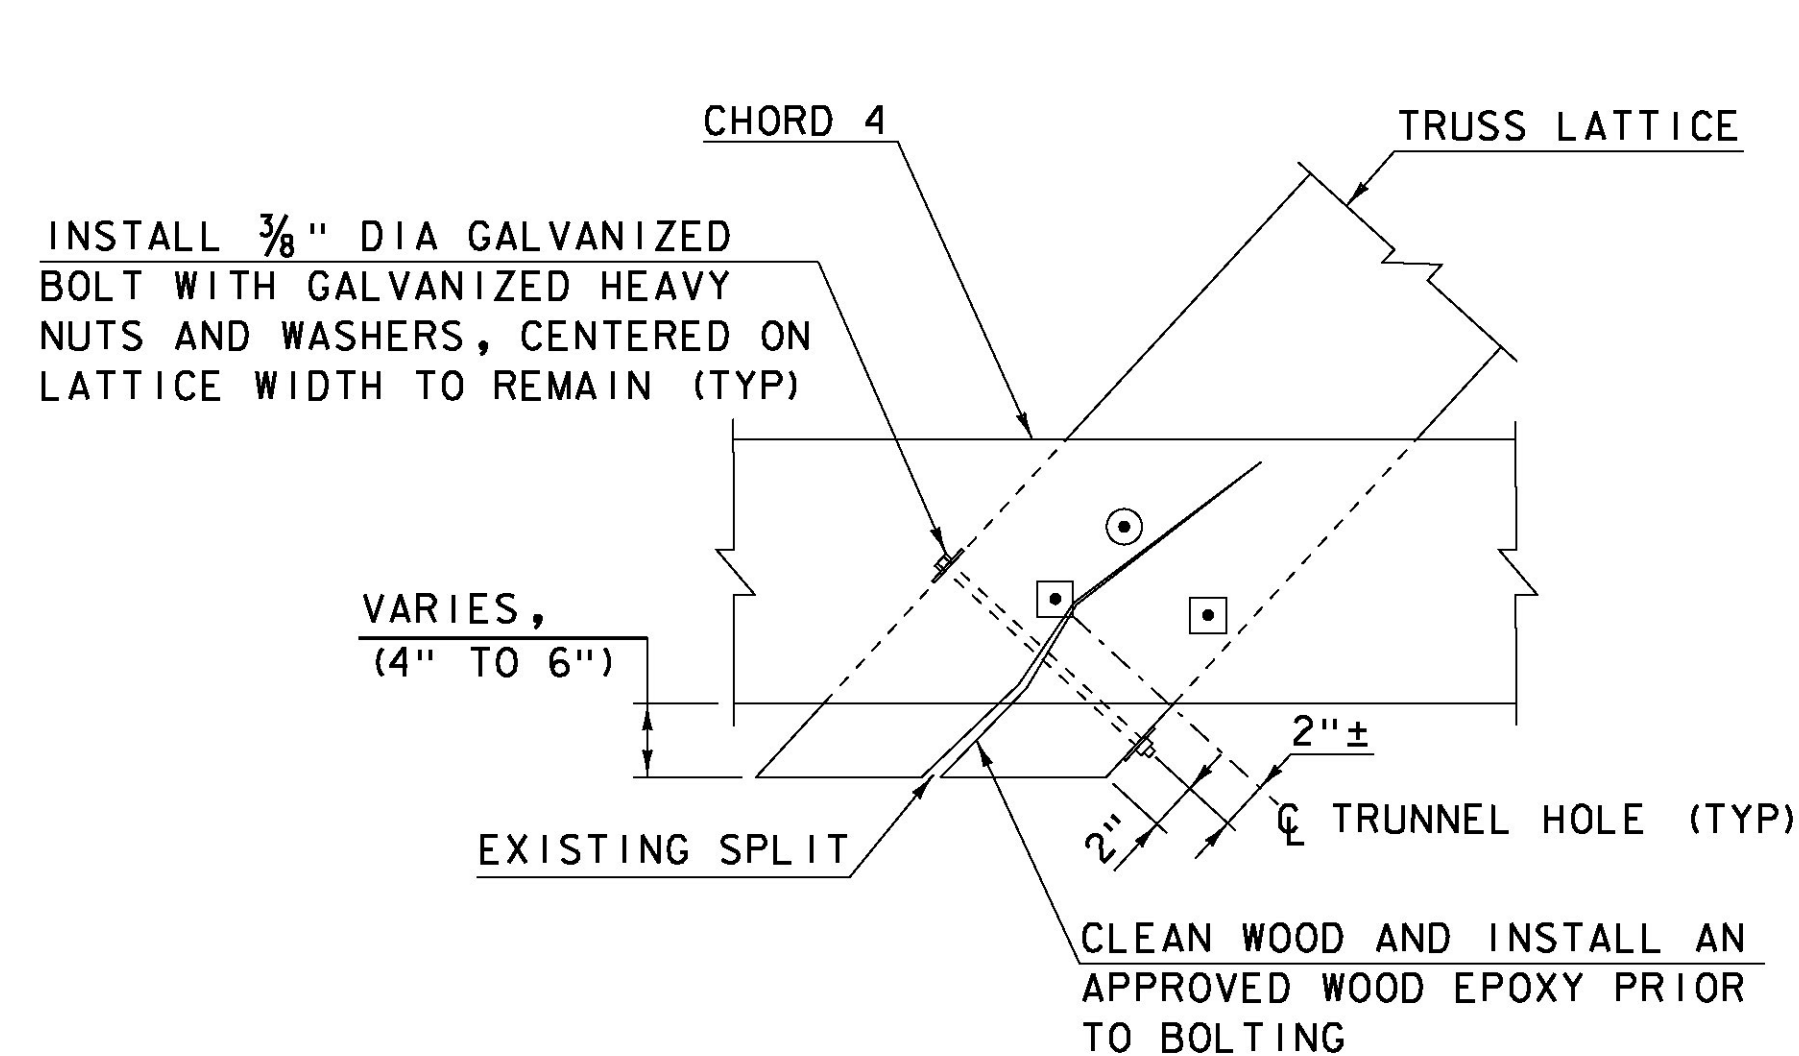 CHORD 4
TRUSS LATTICE
INSTALL 3/8" DIA GALVANIZED
BOLT WITH GALVANIZED HEAVY
NUTS AND WASHERS, CENTERED ON
LATTICE WIDTH TO REMAIN (TYP)
VARIES,
(4" TO 6")
2"±
2"
℄ TRUNNEL HOLE (TYP)
EXISTING SPLIT
CLEAN WOOD AND INSTALL AN
APPROVED WOOD EPOXY PRIOR
TO BOLTING